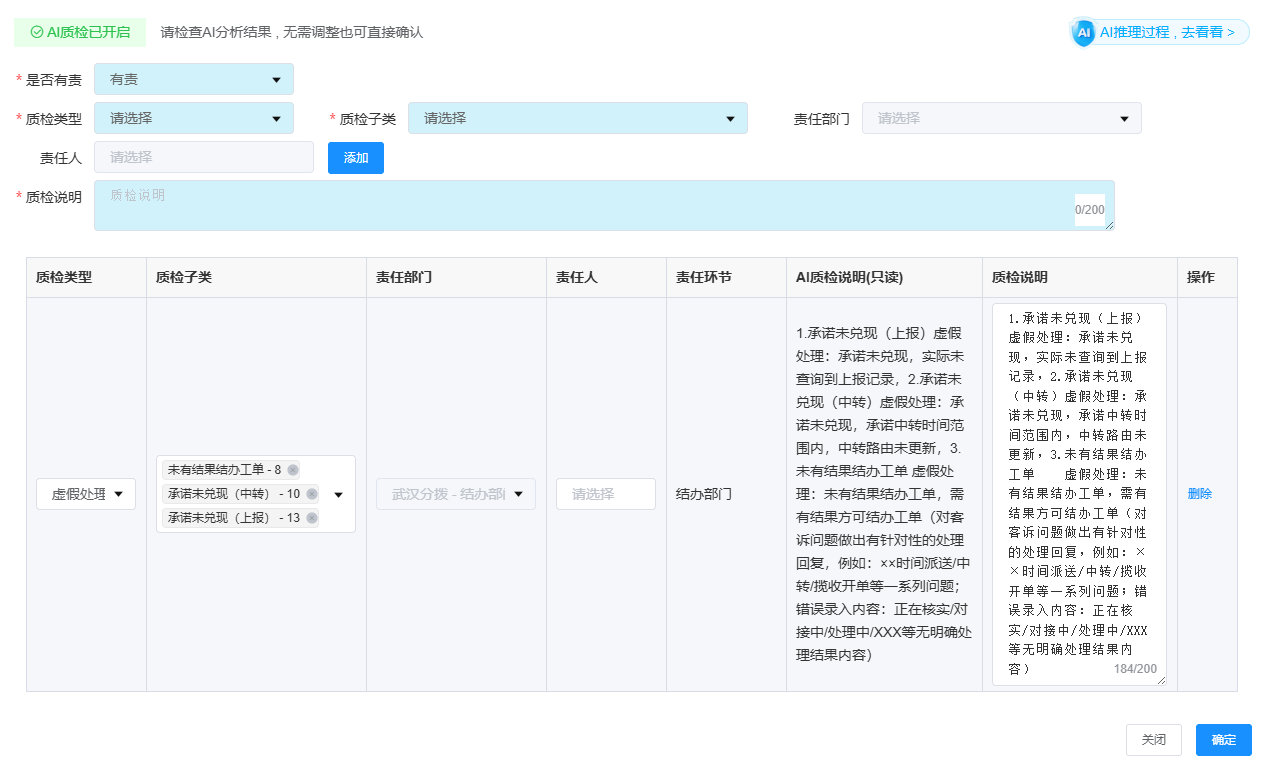 AI质检已开启 请检查AI分析结果 , 无需调整也可直接确认 AI AI推理过程 , 去看看 >
* 是否有责 有责
* 质检类型 请选择 * 质检子类 请选择 责任部门 请选择
责任人 请选择 添加
* 质检说明 质检说明
0/200
质检类型 质检子类 责任部门 责任人 责任环节 AI质检说明(只读) 质检说明 操作
虚假处理
未有结果结办工单 - 8
承诺未兑现（中转） - 10
承诺未兑现（上报） - 13
武汉分拨 - 结办部门
请选择
结办部门
1.承诺未兑现（上报）虚假
处理：承诺未兑现，实际未
查询到上报记录，2.承诺未
兑现（中转）虚假处理：承
诺未兑现，承诺中转时间范
围内，中转路由未更新，3.
未有结果结办工单 虚假处
理：未有结果结办工单，需
有结果方可结办工单（对客
诉问题做出有针对性的处理
回复，例如：××时间派送/中
转/揽收开单等一系列问题；
错误录入内容：正在核实/对
接中/处理中/XXX等无明确处
理结果内容）
1.承诺未兑现（上报）
虚假处理：承诺未兑
现，实际未查询到上报
记录，2.承诺未兑现
（中转）虚假处理：承
诺未兑现，承诺中转时
间范围内，中转路由未
更新，3.未有结果结办
工单 虚假处理：未
有结果结办工单，需有
结果方可结办工单（对
客诉问题做出有针对性
的处理回复，例如：×
×时间派送/中转/揽收
开单等一系列问题；错
误录入内容：正在核
实/对接中/处理中/XXX
等无明确处理结果内
容）
184/200
删除
关闭 确定